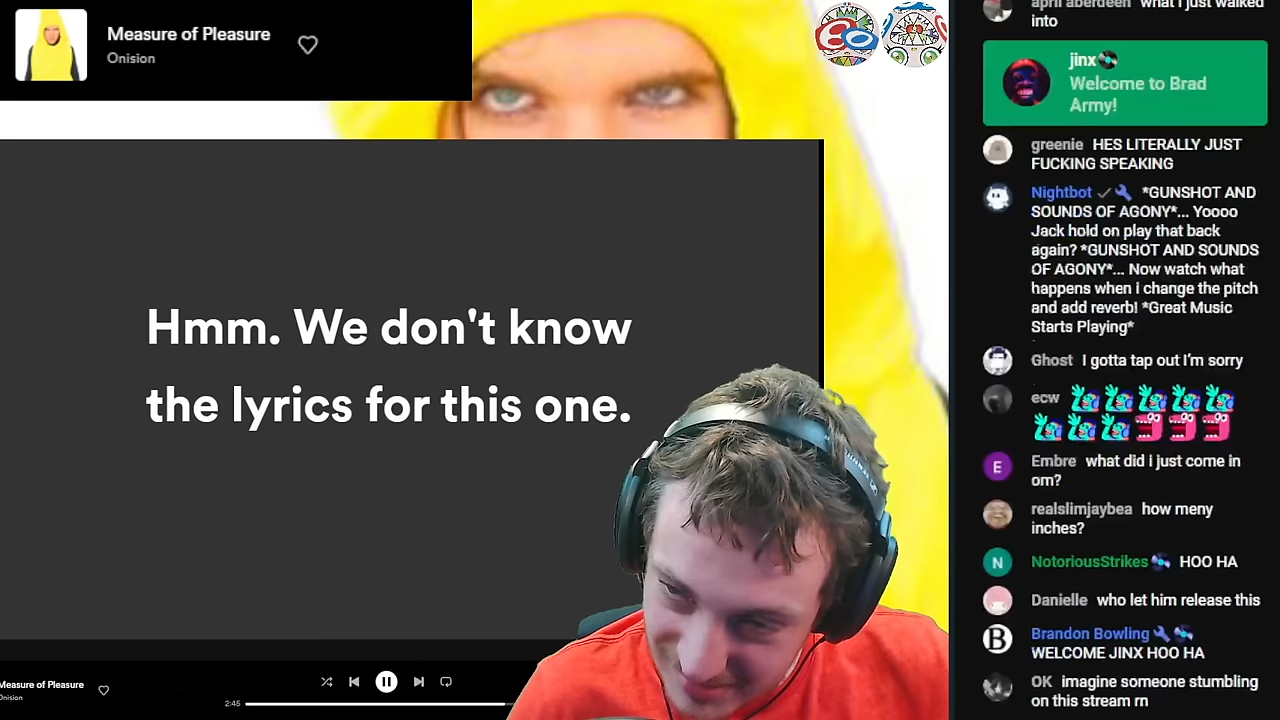 Measure of Pleasure
Onision
Hmm. We don't know
the lyrics for this one.
Measure of Pleasure
Onision
2:45
april aberdeen what i just walked
into
jinx
Welcome to Brad
Army!
greenie HES LITERALLY JUST
FUCKING SPEAKING
Nightbot *GUNSHOT AND
SOUNDS OF AGONY*... Yoooo
Jack hold on play that back
again? *GUNSHOT AND SOUNDS
OF AGONY*... Now watch what
happens when i change the pitch
and add reverb! *Great Music
Starts Playing*
Ghost I gotta tap out I'm sorry
ecw
E
Embre what did i just come in
om?
realslimjaybea how meny
inches?
N
NotoriousStrikes HOO HA
Danielle who let him release this
B
Brandon Bowling
WELCOME JINX HOO HA
OK imagine someone stumbling
on this stream rn